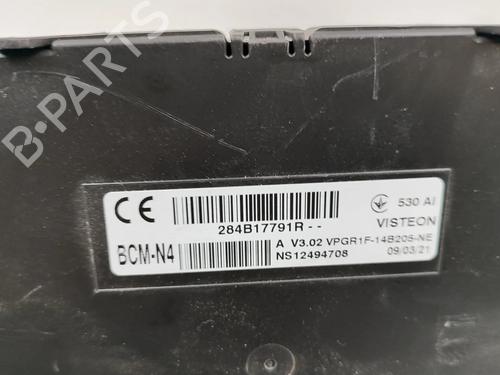 B-PARTS
CE
284B17791R - -
530 AI
VISTEON
BCM-N4
A V3.02 VPGR1F-14B205-NE
NS12494708
09/03/21